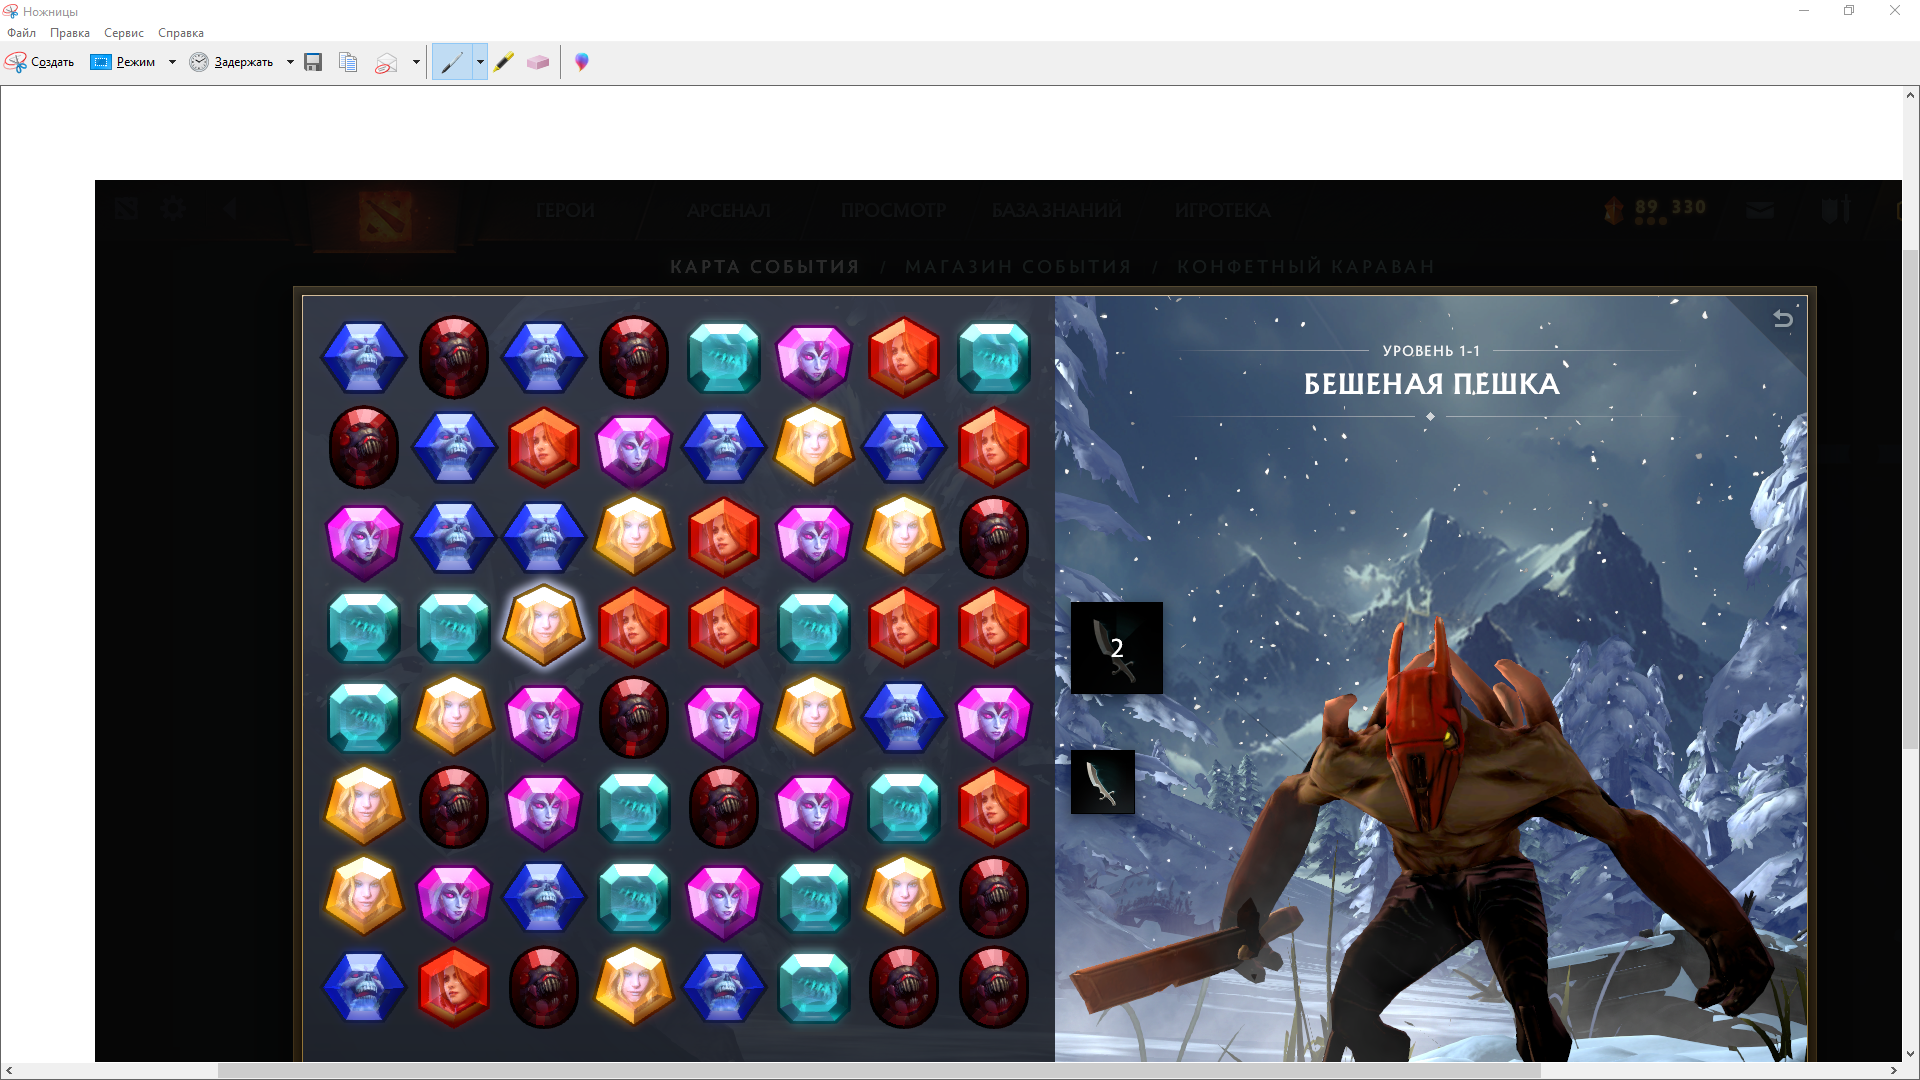 Ножницы
Файл Правка Сервис Справка
Создать Режим Задержать
ГЕРОИ АРСЕНАЛ ПРОСМОТР БАЗА ЗНАНИЙ ИГРОТЕКА 89 330
КАРТА СОБЫТИЯ / МАГАЗИН СОБЫТИЯ / КОНФЕТНЫЙ КАРАВАН
УРОВЕНЬ 1-1
БЕШЕНАЯ ПЕШКА
2